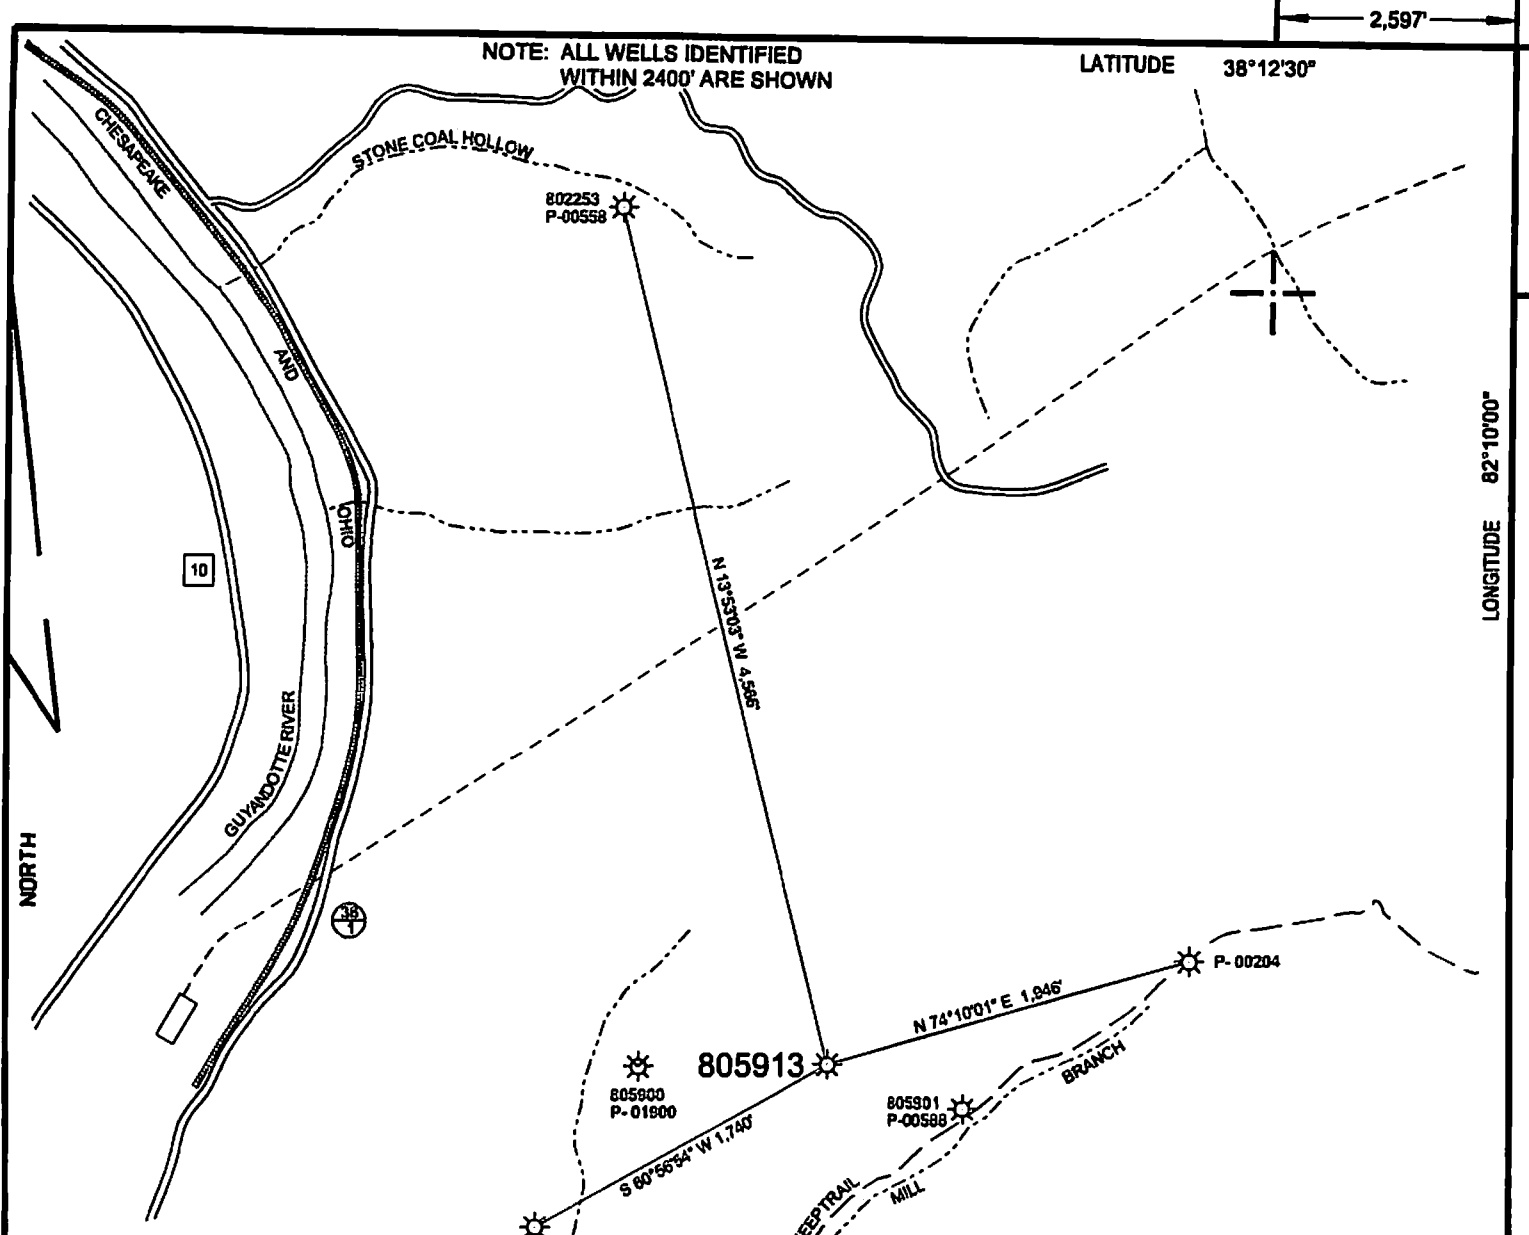 2,597'
NOTE: ALL WELLS IDENTIFIED
WITHIN 2400' ARE SHOWN
LATITUDE 38°12'30"
CHESAPEAKE
STONE COAL HOLLOW
802253
P-00558
AND
LONGITUDE 82°10'00"
OHIO
10
N 13°53'03" W 4,566'
GUYANDOTTE RIVER
NORTH
38
1
P-00204
N 74°10'01" E 1,946'
805913
BRANCH
805900
P-01900
805901
P-00588
S 60°56'54" W 1,740'
MILL